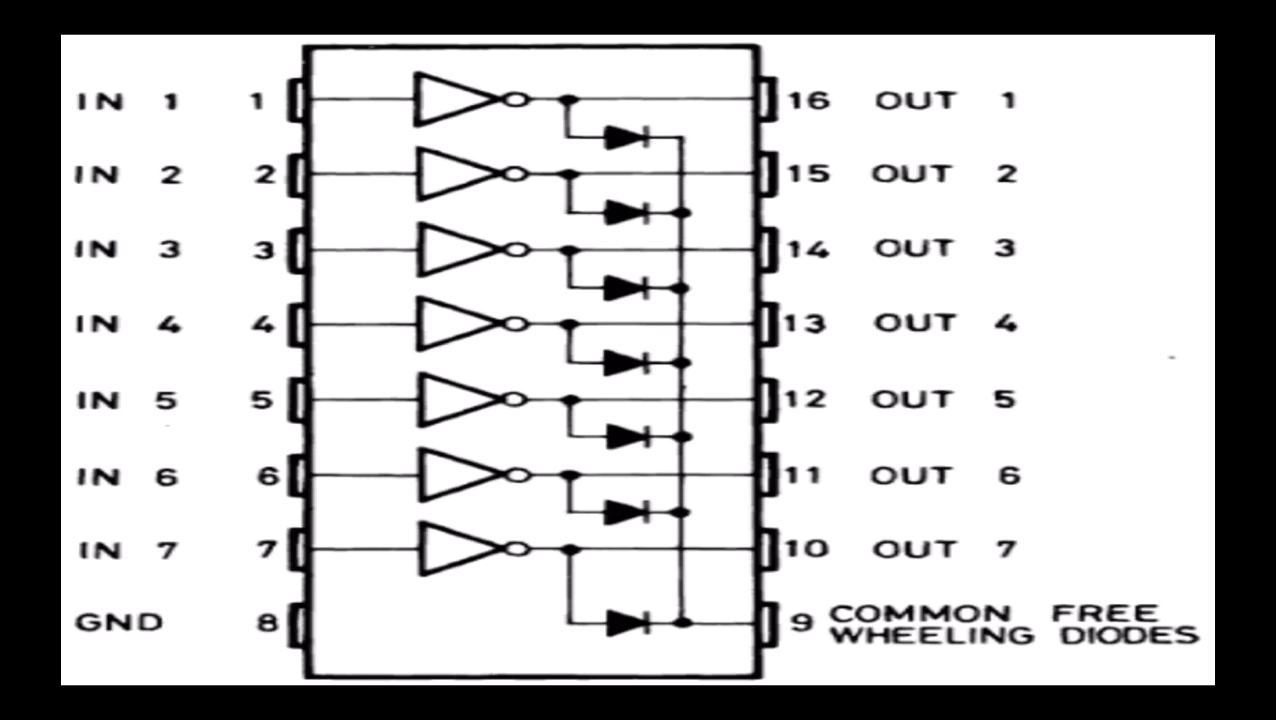 IN 1 1 16 OUT 1
IN 2 2 15 OUT 2
IN 3 3 14 OUT 3
IN 4 4 13 OUT 4
IN 5 5 12 OUT 5
IN 6 6 11 OUT 6
IN 7 7 10 OUT 7
GND 8 9 COMMON FREE
WHEELING DIODES